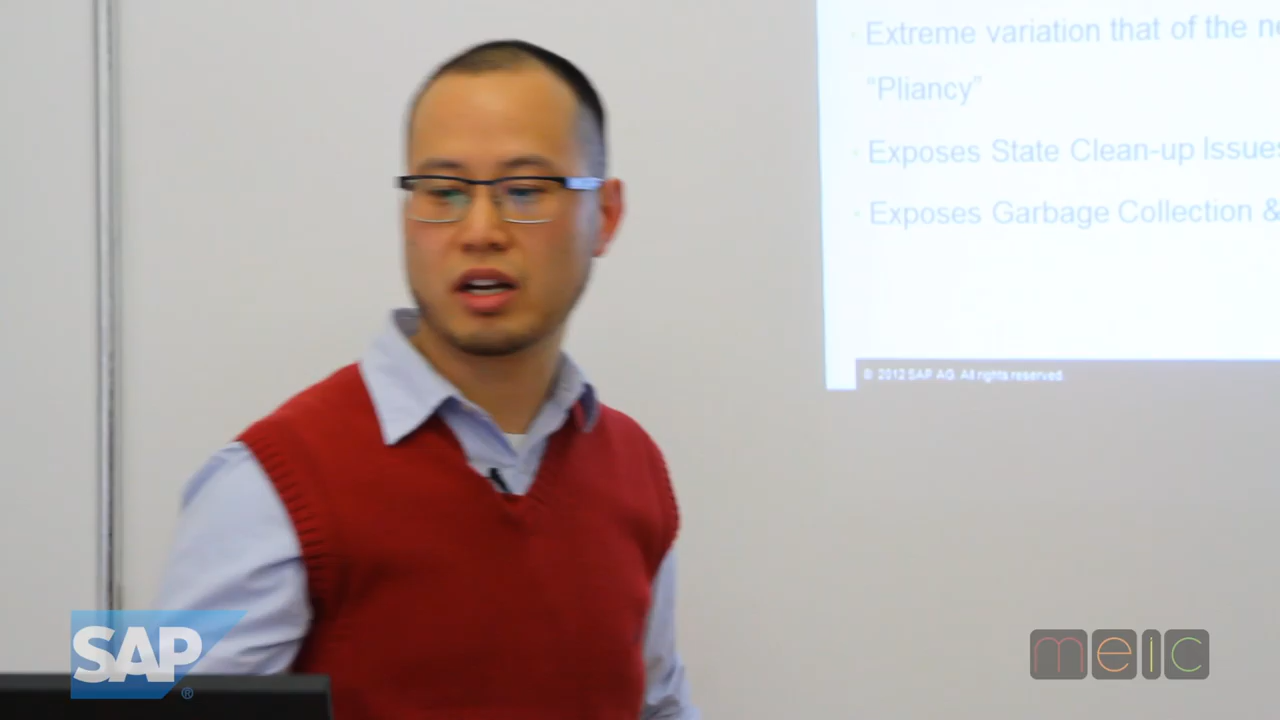 Extreme variation that of the
"Pliancy"
Exposes State Clean-up Issues
Exposes Garbage Collection &
© 2012 SAP AG. All rights reserved.
SAP ®
meic